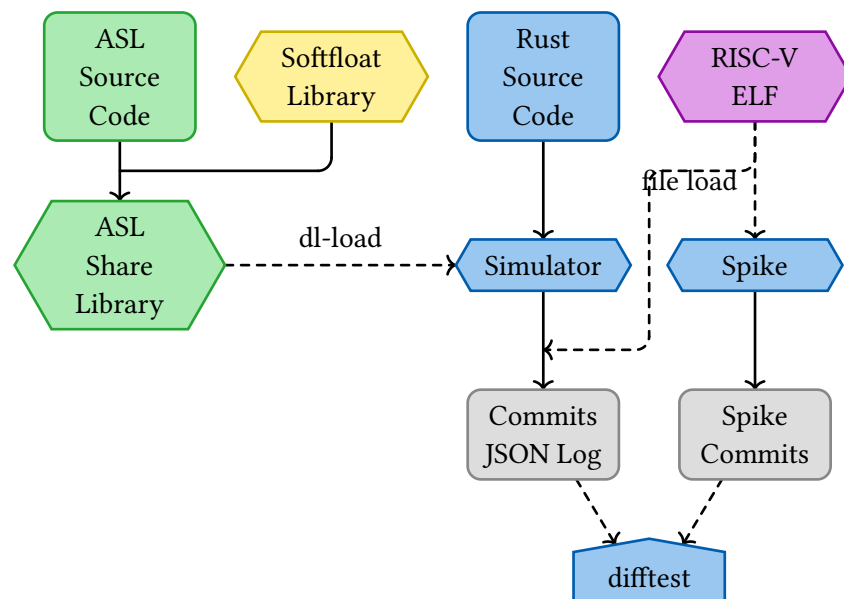 ASL
Source
Code
Softfloat
Library
Rust
Source
Code
RISC-V
ELF
file load
ASL
Share
Library
dl-load
Simulator
Spike
Commits
JSON Log
Spike
Commits
difftest